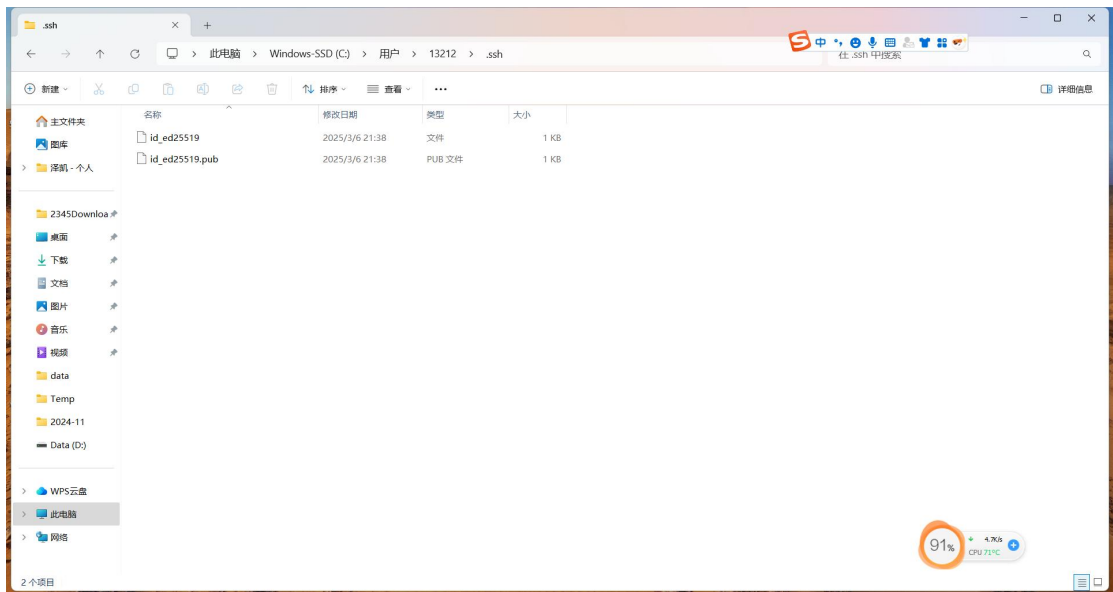 .ssh
此电脑 > Windows-SSD (C:) > 用户 > 13212 > .ssh
中
在 .ssh 中搜索
新建
排序
查看
详细信息
名称 修改日期 类型 大小
id_ed25519 2025/3/6 21:38 文件 1 KB
id_ed25519.pub 2025/3/6 21:38 PUB 文件 1 KB
主文件夹
图库
泽凯 - 个人
2345Downloa
桌面
下载
文档
图片
音乐
视频
data
Temp
2024-11
Data (D:)
WPS云盘
此电脑
网络
91%
4.7K/s
CPU 71°C
2 个项目